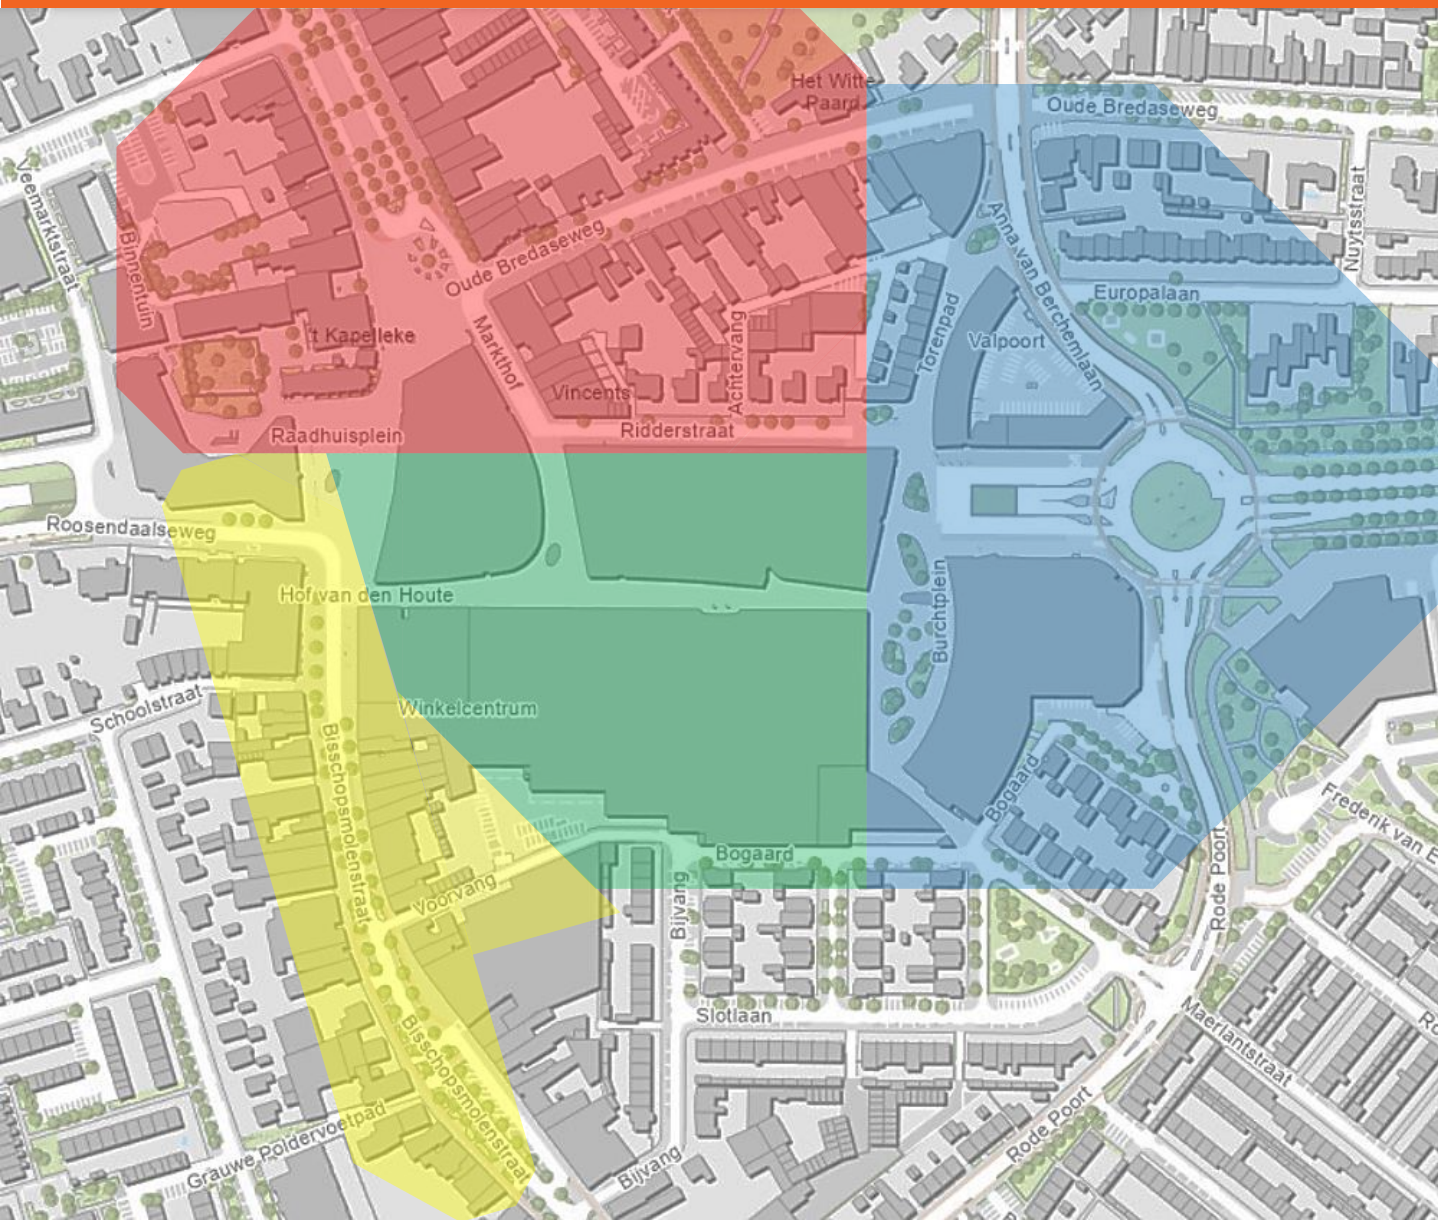 Het Witte
Paard
Oude Bredaseweg
Veemarktstraat
Nuytsstraat
Anna van Berchemlaan
Binnentuin
Oude Bredaseweg
Europalaan
Torenpad
't Kapelleke
Markthof
Achtervang
Valpoort
Vincents
Raadhuisplein
Ridderstraat
Roosendaalseweg
Hof van den Houte
Burchtplein
Schoolstraat
Winkelcentrum
Bisschopsmolenstraat
Bogaard
Frederik van E
Bogaard
Voorvang
Bijvang
Rode Poort
Slotlaan
Maerlantstraat
Bisschopsmolenstraat
Grauwe Poldervoetpad
Rode Poort
Bijvang